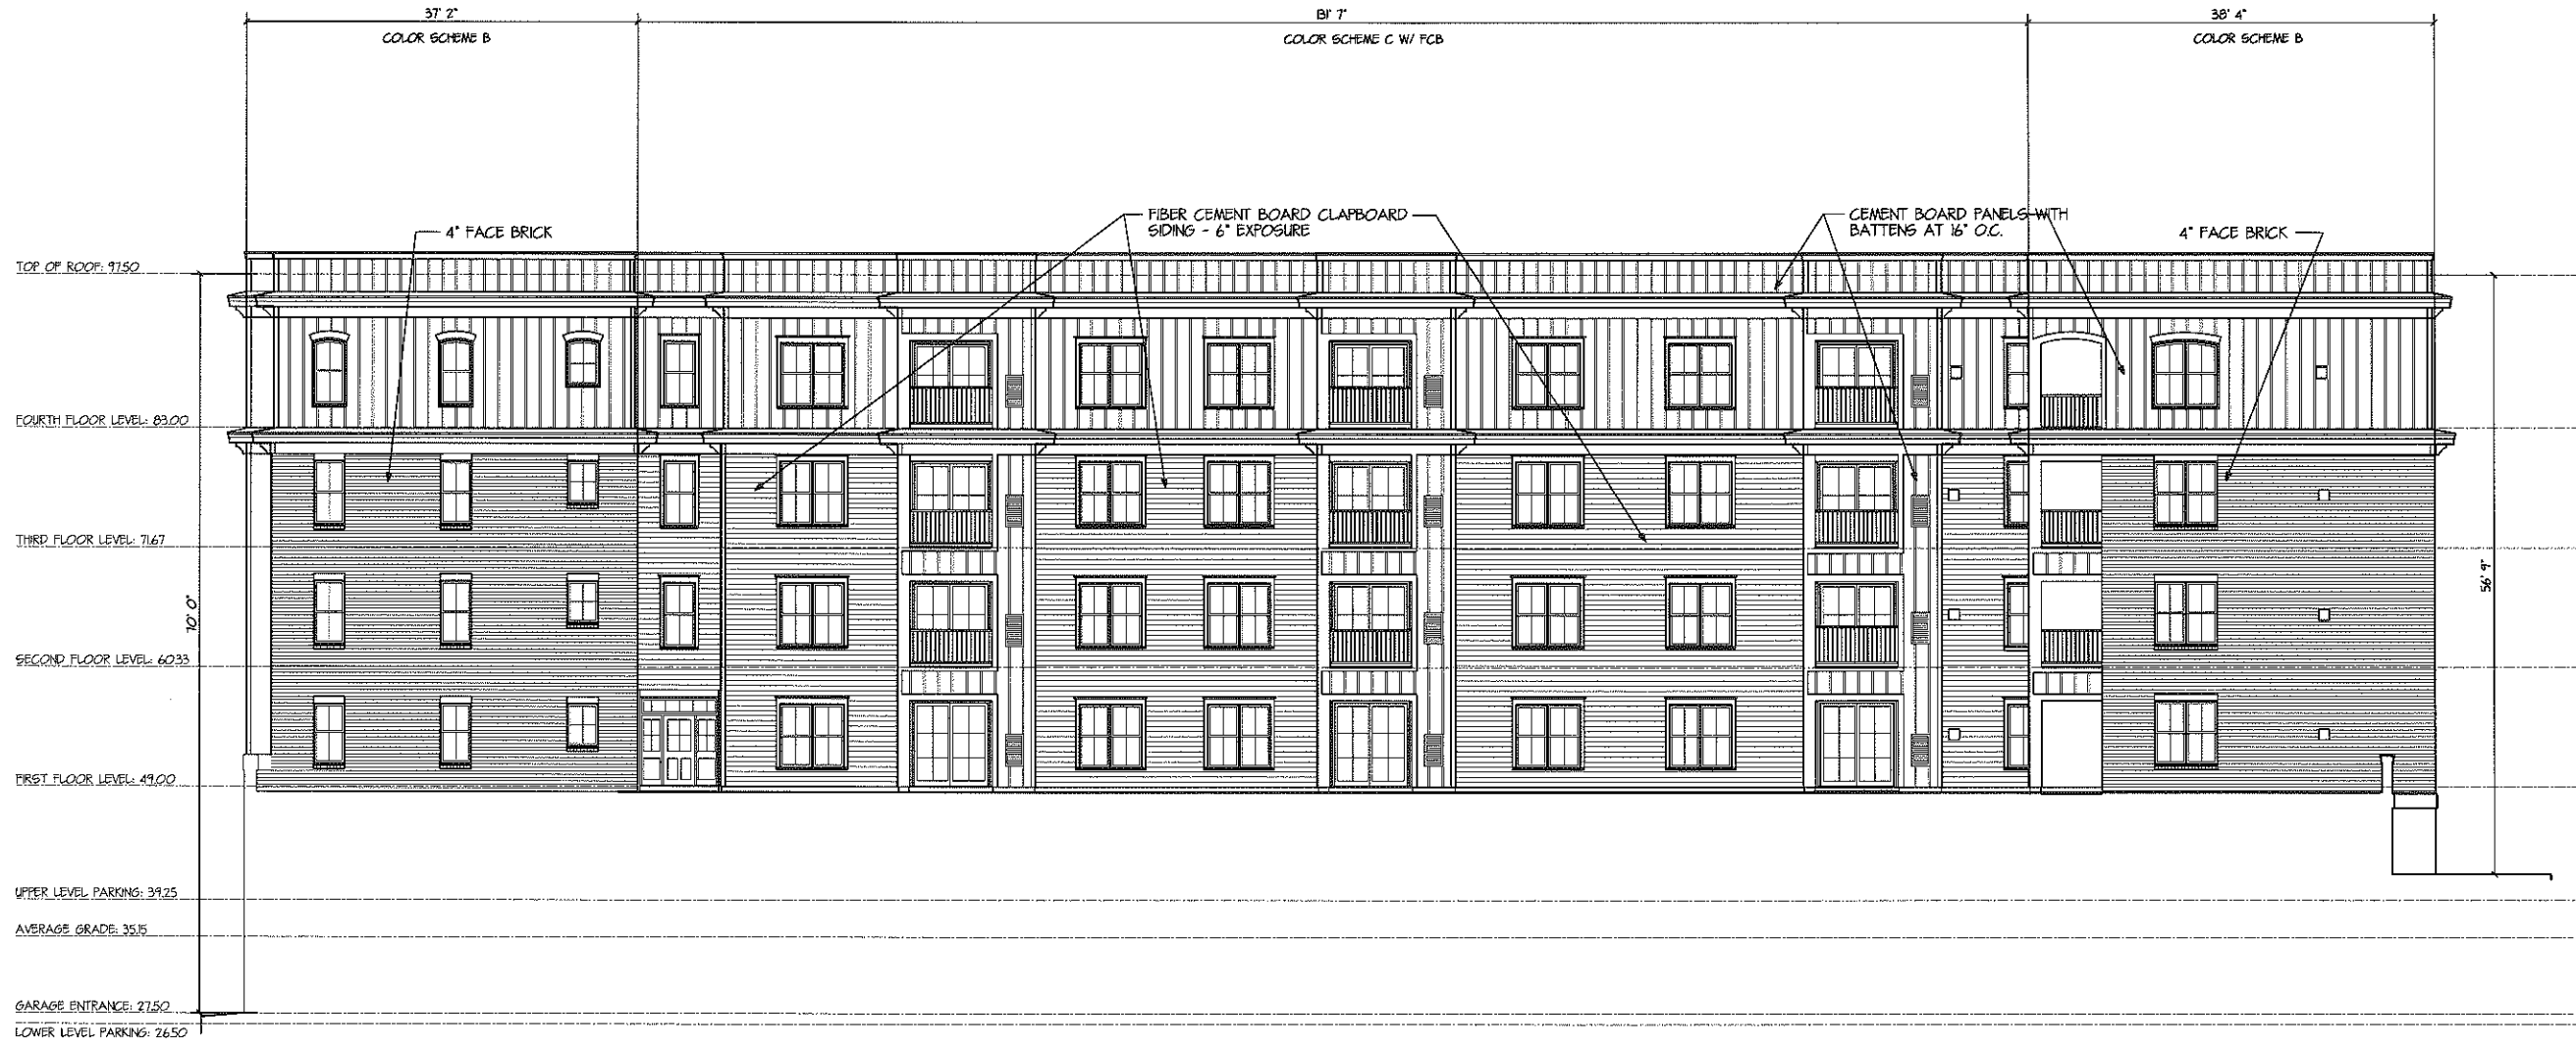 37' 2"
131' 7"
38' 4"
COLOR SCHEME B
COLOR SCHEME C W/ FCB
COLOR SCHEME B
4" FACE BRICK
FIBER CEMENT BOARD CLAPBOARD
SIDING - 6" EXPOSURE
CEMENT BOARD PANELS WITH
BATTENS AT 16" O.C.
4" FACE BRICK
TOP OF ROOF: 97.50
FOURTH FLOOR LEVEL: 83.00
THIRD FLOOR LEVEL: 71.67
70' 0"
56' 9"
SECOND FLOOR LEVEL: 60.33
FIRST FLOOR LEVEL: 49.00
UPPER LEVEL PARKING: 39.25
AVERAGE GRADE: 35.15
GARAGE ENTRANCE: 27.50
LOWER LEVEL PARKING: 26.50